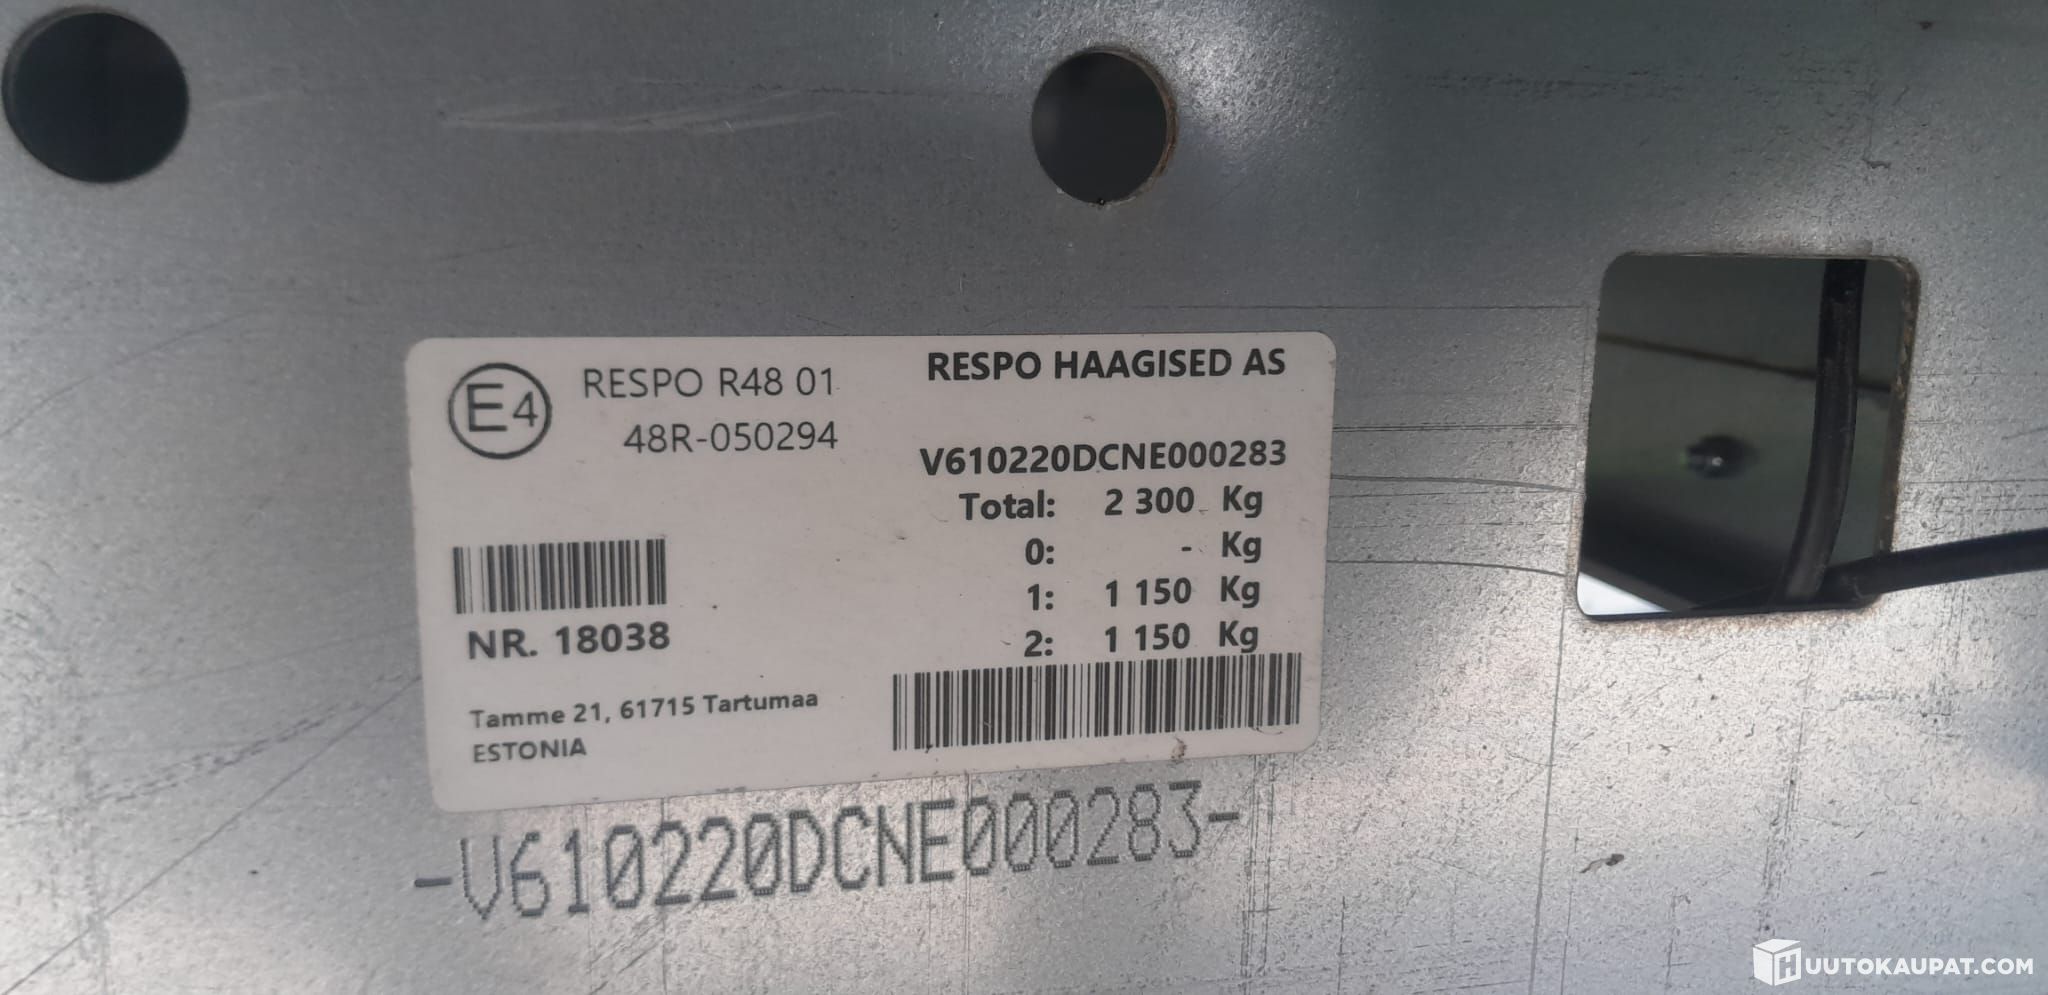 E4
RESPO R48 01
48R-050294
NR. 18038
Tamme 21, 61715 Tartumaa
ESTONIA
RESPO HAAGISED AS
V610220DCNE000283
Total: 2 300 Kg
0: - Kg
1: 1 150 Kg
2: 1 150 Kg
-V610220DCNE000283-
HUUTOKAUPAT.COM